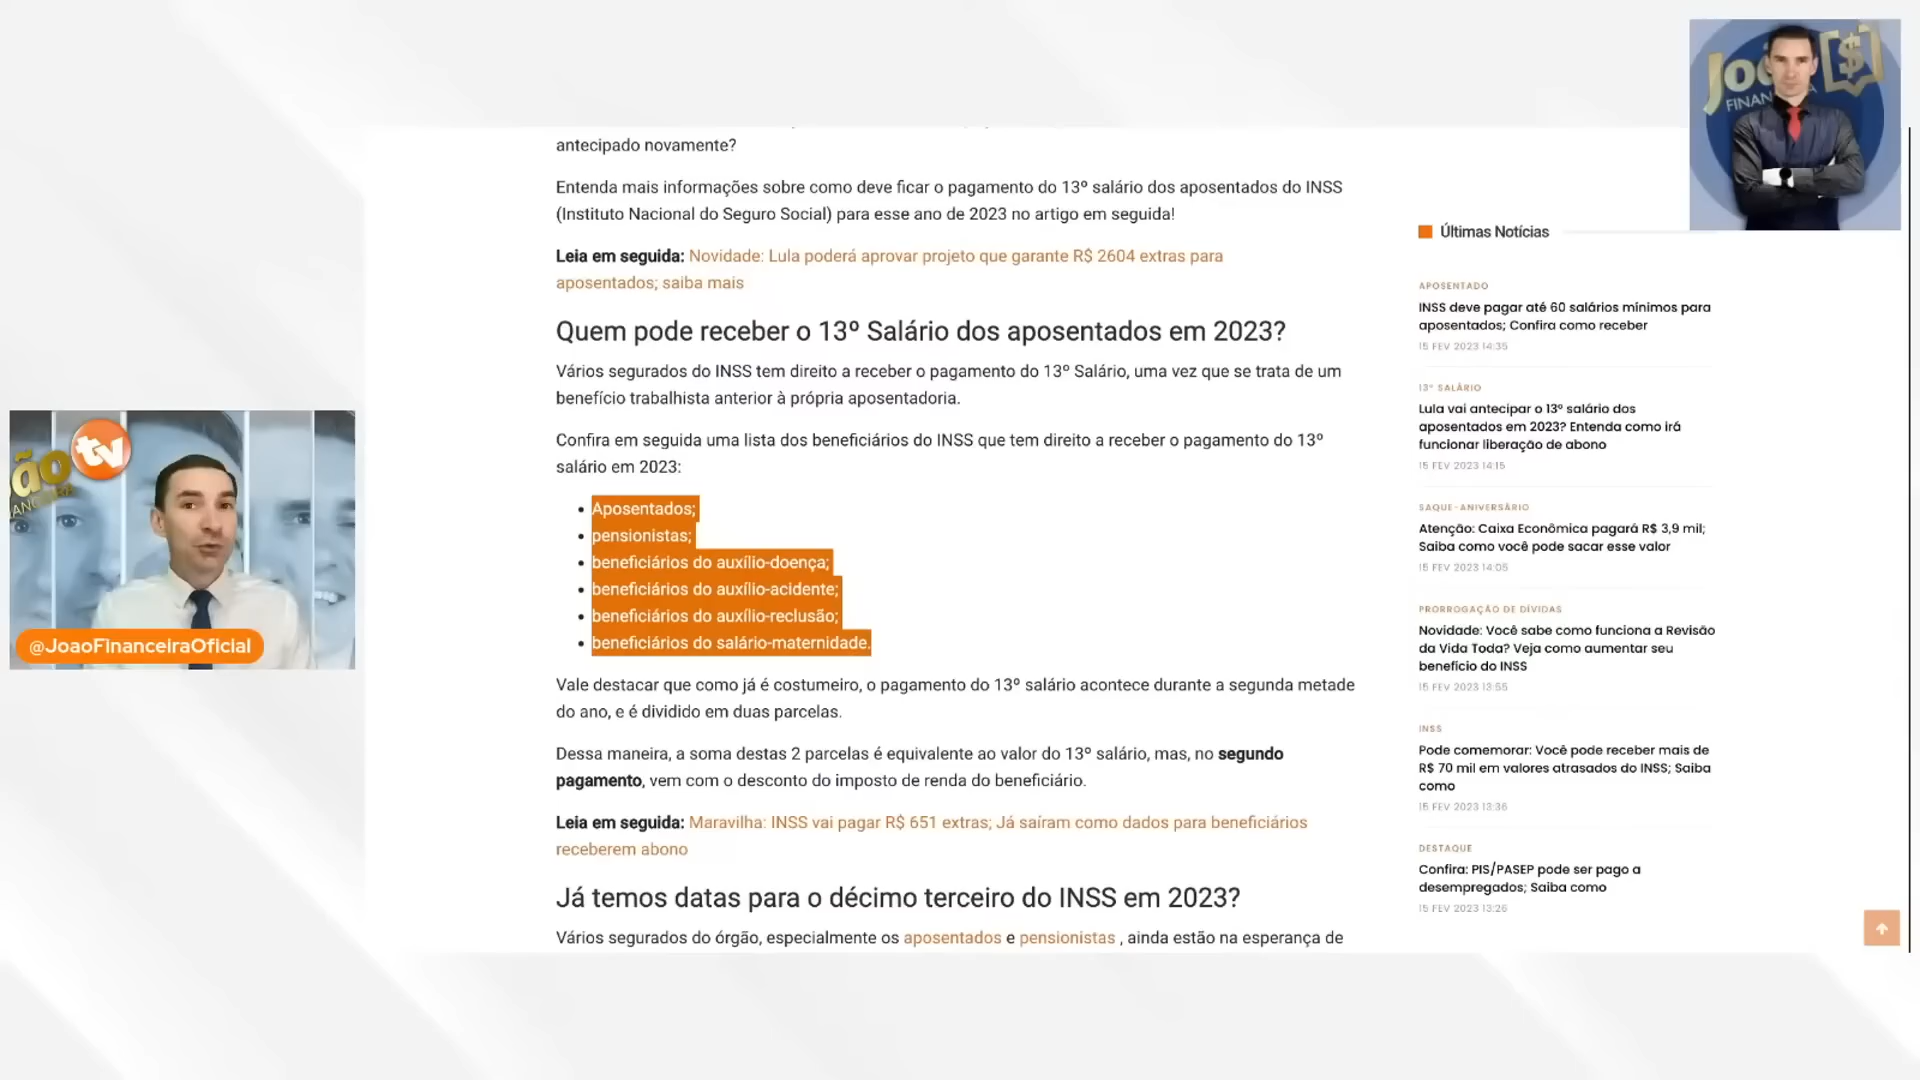 antecipado novamente?
Entenda mais informações sobre como deve ficar o pagamento do 13º salário dos aposentados do INSS
(Instituto Nacional do Seguro Social) para esse ano de 2023 no artigo em seguida!
Leia em seguida: Novidade: Lula poderá aprovar projeto que garante R$ 2604 extras para
aposentados; saiba mais
Quem pode receber o 13º Salário dos aposentados em 2023?
Vários segurados do INSS tem direito a receber o pagamento do 13º Salário, uma vez que se trata de um
benefício trabalhista anterior à própria aposentadoria.
Confira em seguida uma lista dos beneficiários do INSS que tem direito a receber o pagamento do 13º
salário em 2023:
• Aposentados;
• pensionistas;
• beneficiários do auxílio-doença;
• beneficiários do auxílio-acidente;
• beneficiários do auxílio-reclusão;
• beneficiários do salário-maternidade.
Vale destacar que como já é costumeiro, o pagamento do 13º salário acontece durante a segunda metade
do ano, e é dividido em duas parcelas.
Dessa maneira, a soma destas 2 parcelas é equivalente ao valor do 13º salário, mas, no segundo
pagamento, vem com o desconto do imposto de renda do beneficiário.
Leia em seguida: Maravilha: INSS vai pagar R$ 651 extras; Já saíram como dados para beneficiários
receberem abono
Já temos datas para o décimo terceiro do INSS em 2023?
Vários segurados do órgão, especialmente os aposentados e pensionistas , ainda estão na esperança de
Últimas Notícias
APOSENTADO
INSS deve pagar até 60 salários mínimos para
aposentados; Confira como receber
15 FEV 2023 14:35
13º SALÁRIO
Lula vai antecipar o 13º salário dos
aposentados em 2023? Entenda como irá
funcionar liberação de abono
15 FEV 2023 14:15
SAQUE-ANIVERSÁRIO
Atenção: Caixa Econômica pagará R$ 3,9 mil;
Saiba como você pode sacar esse valor
15 FEV 2023 14:05
PRORROGAÇÃO DE DÍVIDAS
Novidade: Você sabe como funciona a Revisão
da Vida Toda? Veja como aumentar seu
benefício do INSS
15 FEV 2023 13:55
INSS
Pode comemorar: Você pode receber mais de
R$ 70 mil em valores atrasados do INSS; Saiba
como
15 FEV 2023 13:36
DESTAQUE
Confira: PIS/PASEP pode ser pago a
desempregados; Saiba como
15 FEV 2023 13:26
tv
ão
@JoaoFinanceiraOficial
$